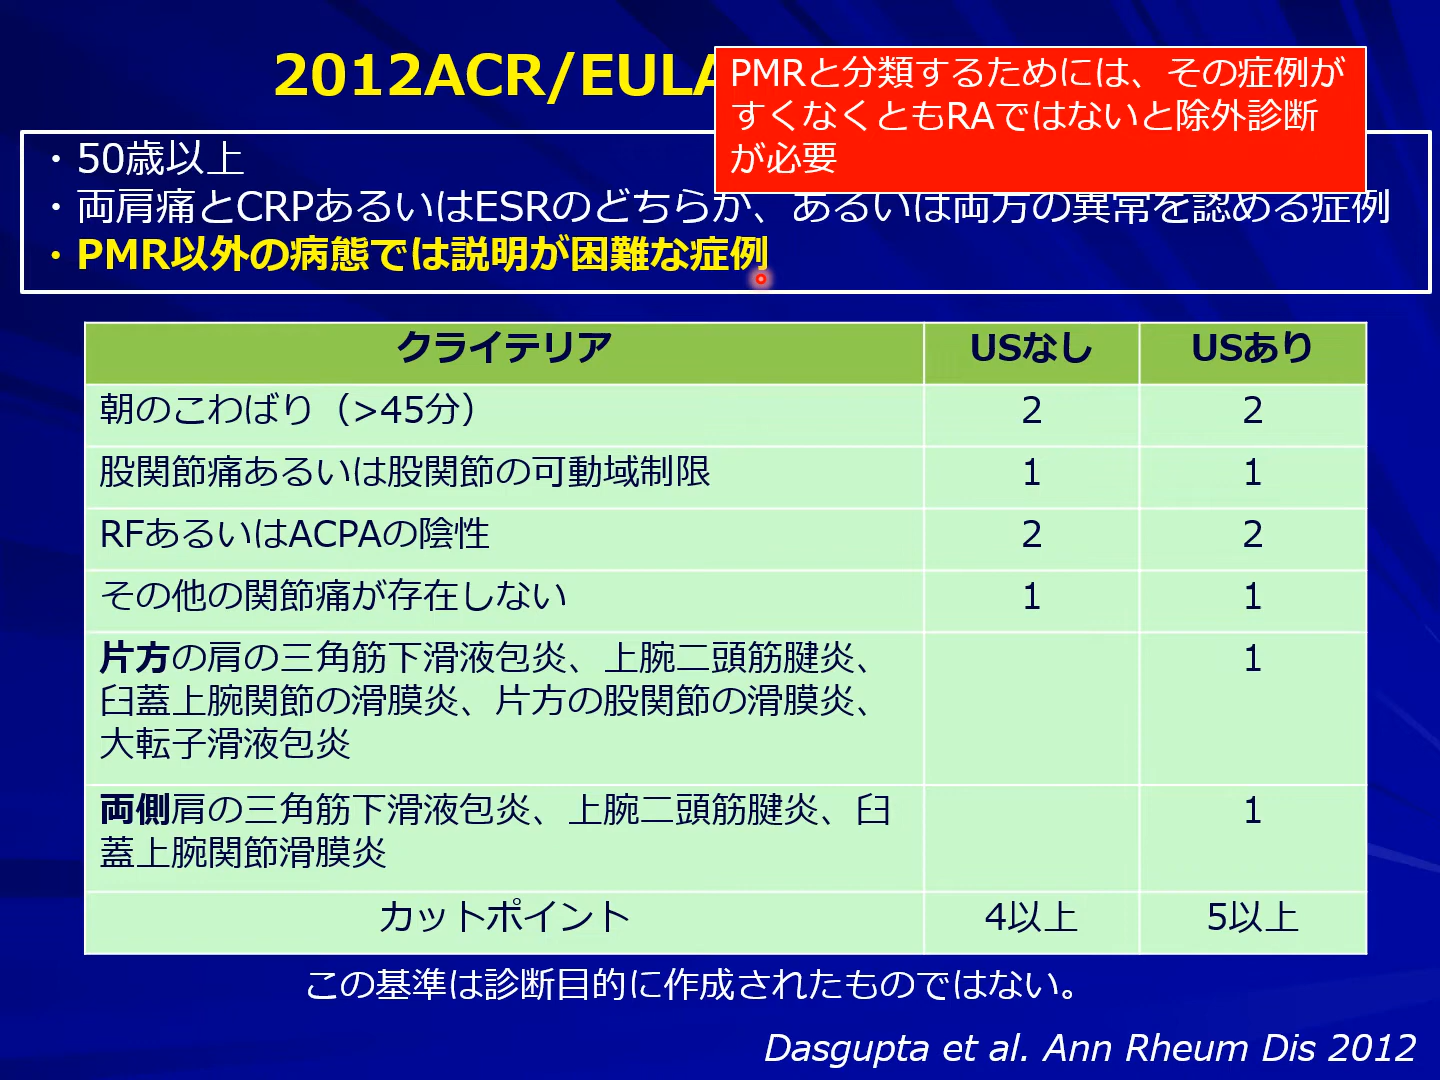 2012ACR/EULA
PMRと分類するためには、その症例が
すくなくともRAではないと除外診断
が必要
・50歳以上
・両肩痛とCRPあるいはESRのどちらか、あるいは両方の異常を認める症例
・PMR以外の病態では説明が困難な症例
クライテリア USなし USあり
朝のこわばり（>45分） 2 2
股関節痛あるいは股関節の可動域制限 1 1
RFあるいはACPAの陰性 2 2
その他の関節痛が存在しない 1 1
片方の肩の三角筋下滑液包炎、上腕二頭筋腱炎、 1
臼蓋上腕関節の滑膜炎、片方の股関節の滑膜炎、
大転子滑液包炎
両側肩の三角筋下滑液包炎、上腕二頭筋腱炎、臼 1
蓋上腕関節滑膜炎
カットポイント 4以上 5以上
この基準は診断目的に作成されたものではない。
Dasgupta et al. Ann Rheum Dis 2012